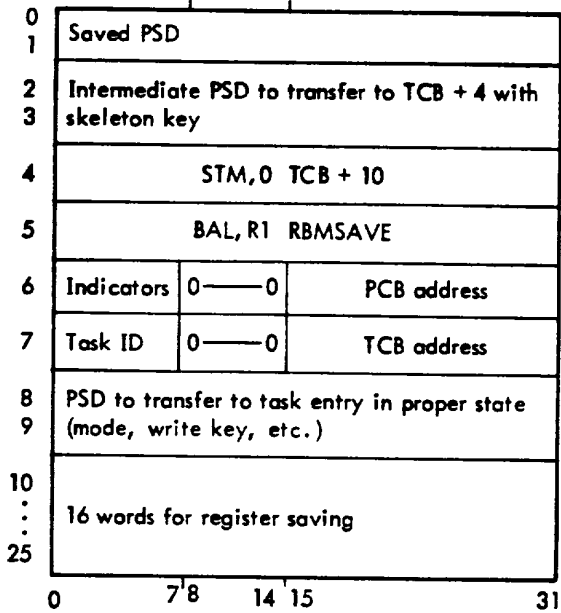 0
1
Saved PSD
2
3
Intermediate PSD to transfer to TCB + 4 with
skeleton key
4
STM, 0 TCB + 10
5
BAL, R1 RBMSAVE
6
Indicators 0——0 PCB address
7
Task ID 0——0 TCB address
8
9
PSD to transfer to task entry in proper state
(mode, write key, etc.)
10
25
16 words for register saving
0 7 8 14 15 31